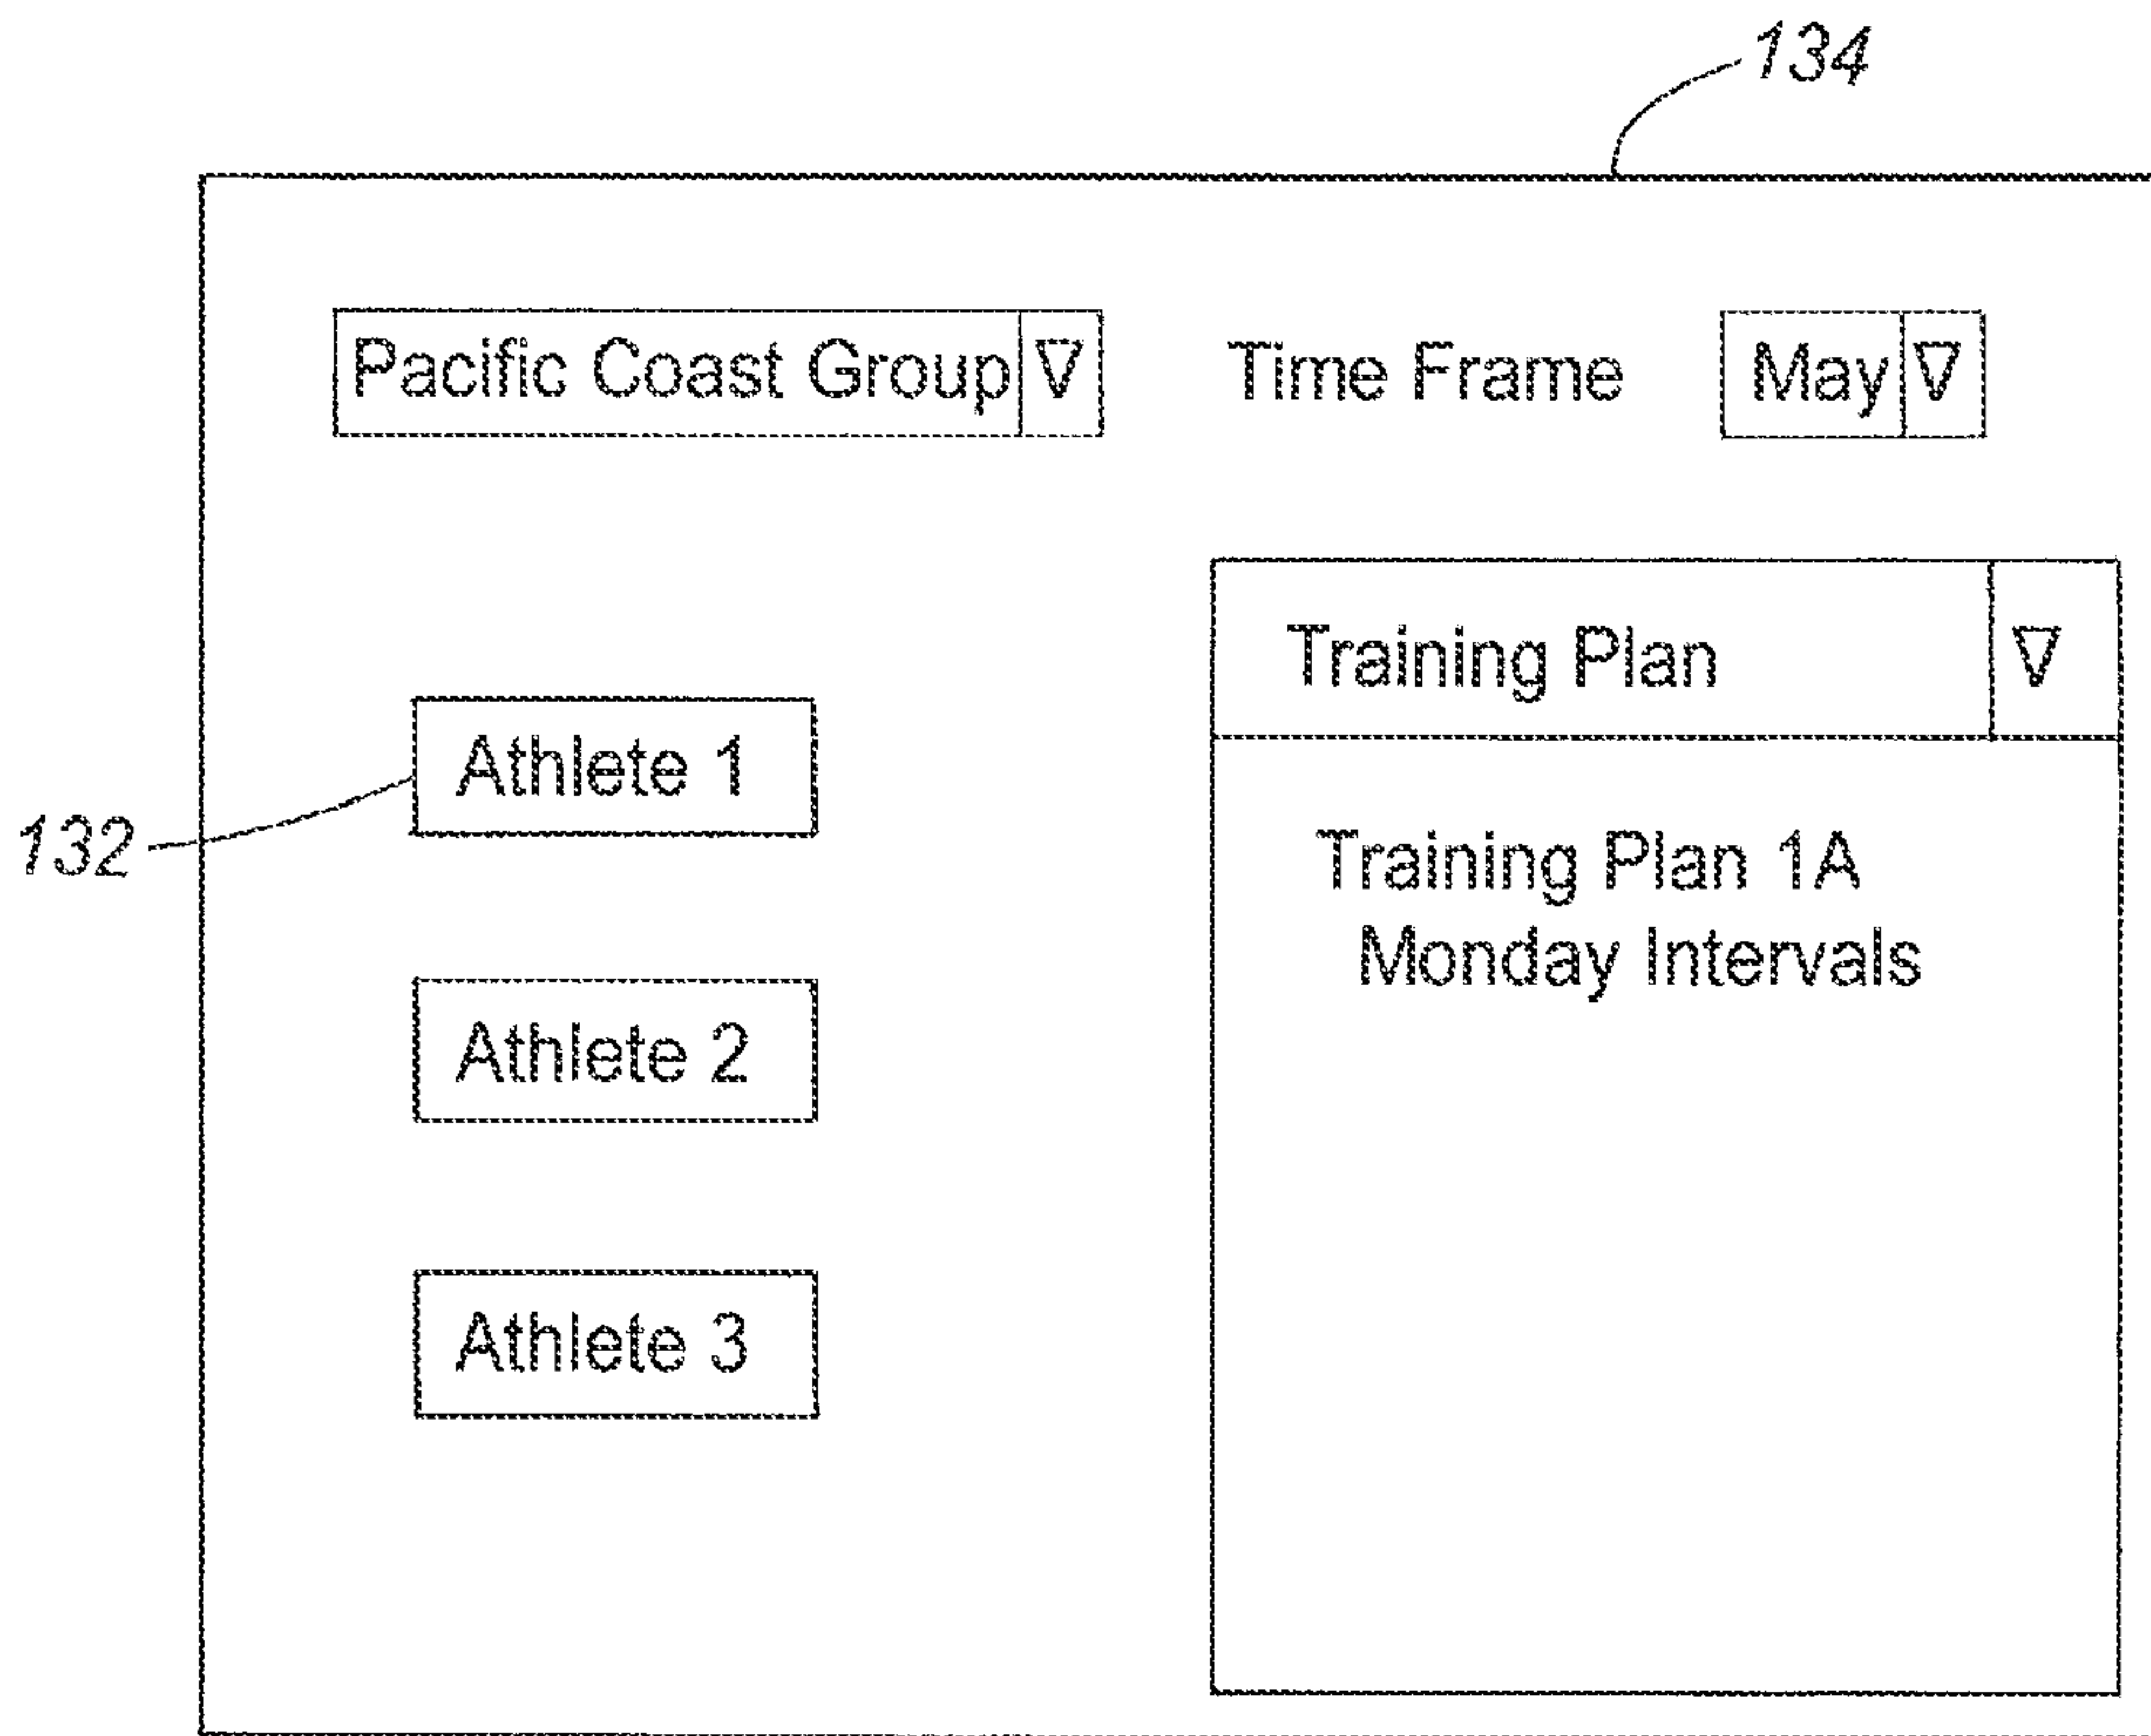 134
Pacific Coast Group ∇ Time Frame May ∇
Training Plan ∇
Athlete 1
132
Training Plan 1A
Monday Intervals
Athlete 2
Athlete 3